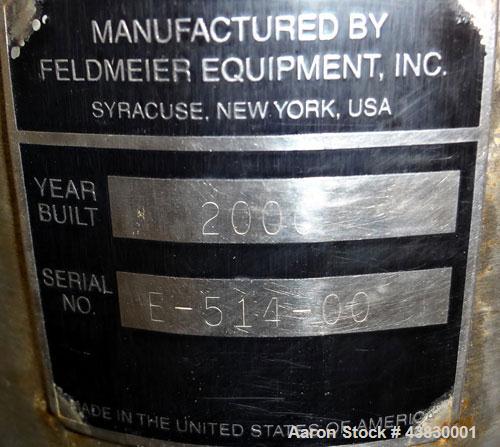 MANUFACTURED BY
FELDMEIER EQUIPMENT, INC.
SYRACUSE, NEW YORK, USA
YEAR
BUILT
2000
SERIAL
NO.
E-514-00
MADE IN THE UNITED STATES OF AMERICA
Aaron Stock # 43830001